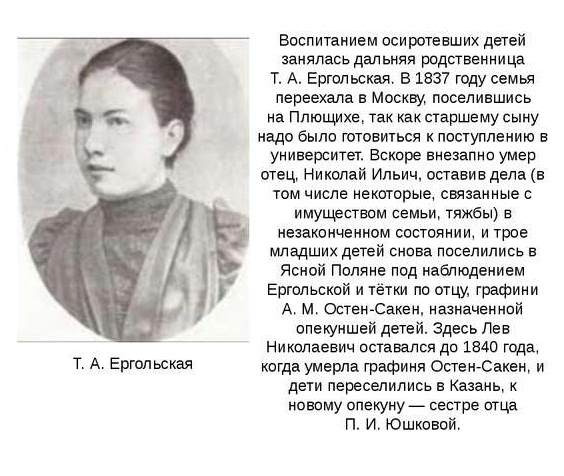 Воспитанием осиротевших детей
занялась дальняя родственница
Т. А. Ергольская. В 1837 году семья
переехала в Москву, поселившись
на Плющихе, так как старшему сыну
надо было готовиться к поступлению в
университет. Вскоре внезапно умер
отец, Николай Ильич, оставив дела (в
том числе некоторые, связанные с
имуществом семьи, тяжбы) в
незаконченном состоянии, и трое
младших детей снова поселились в
Ясной Поляне под наблюдением
Ергольской и тётки по отцу, графини
А. М. Остен-Сакен, назначенной
опекуншей детей. Здесь Лев
Николаевич оставался до 1840 года,
когда умерла графиня Остен-Сакен, и
дети переселились в Казань, к
новому опекуну — сестре отца
П. И. Юшковой.
Т. А. Ергольская